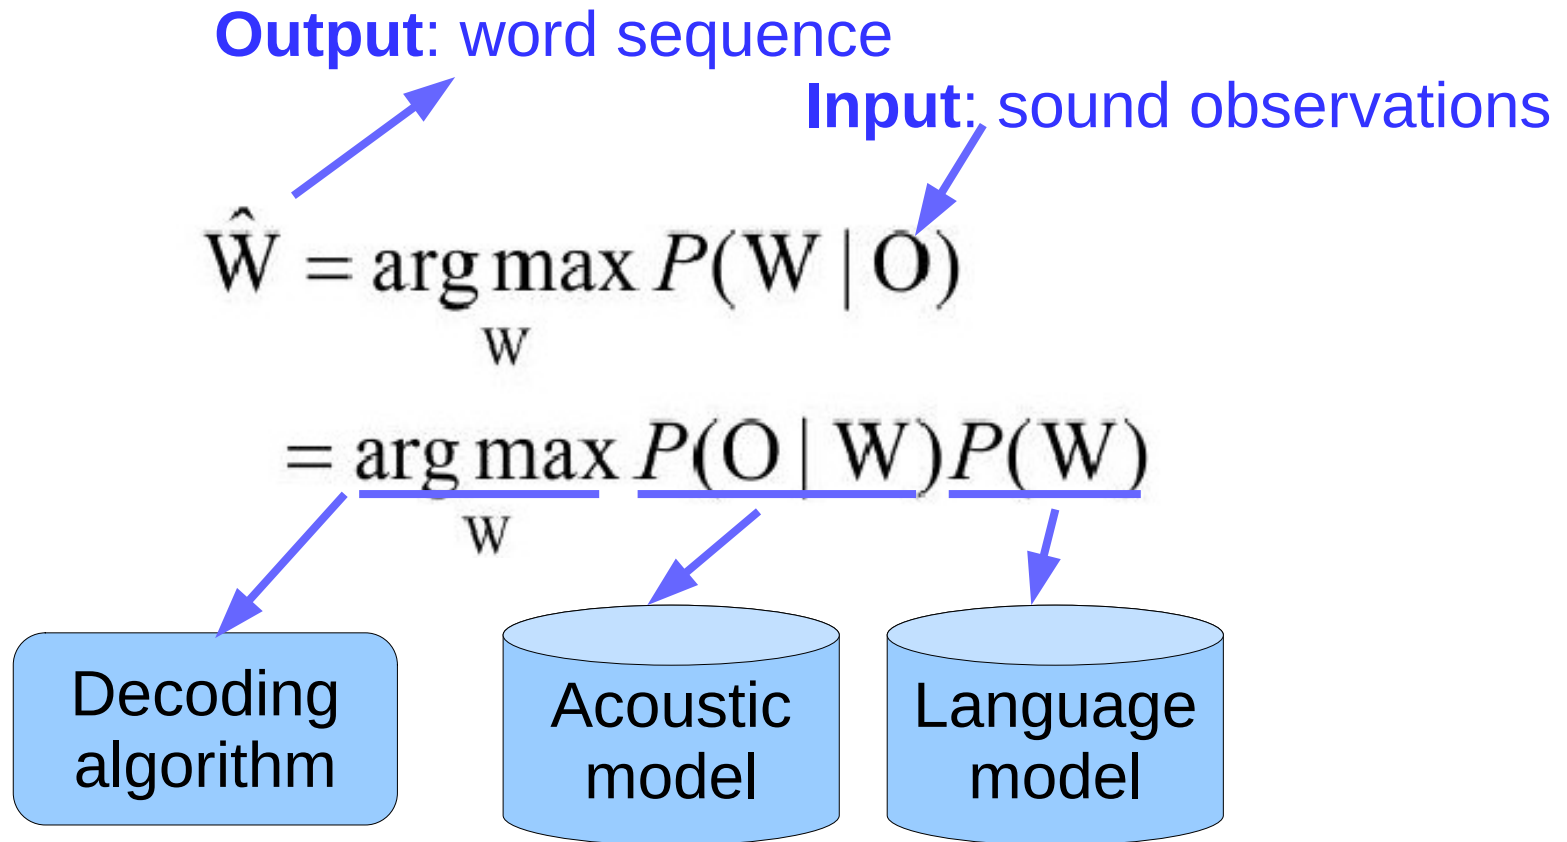 Output: word sequence
Input: sound observations
Ŵ = arg max P(W | O)
W
= arg max P(O | W)P(W)
W
Decoding
algorithm
Acoustic
model
Language
model